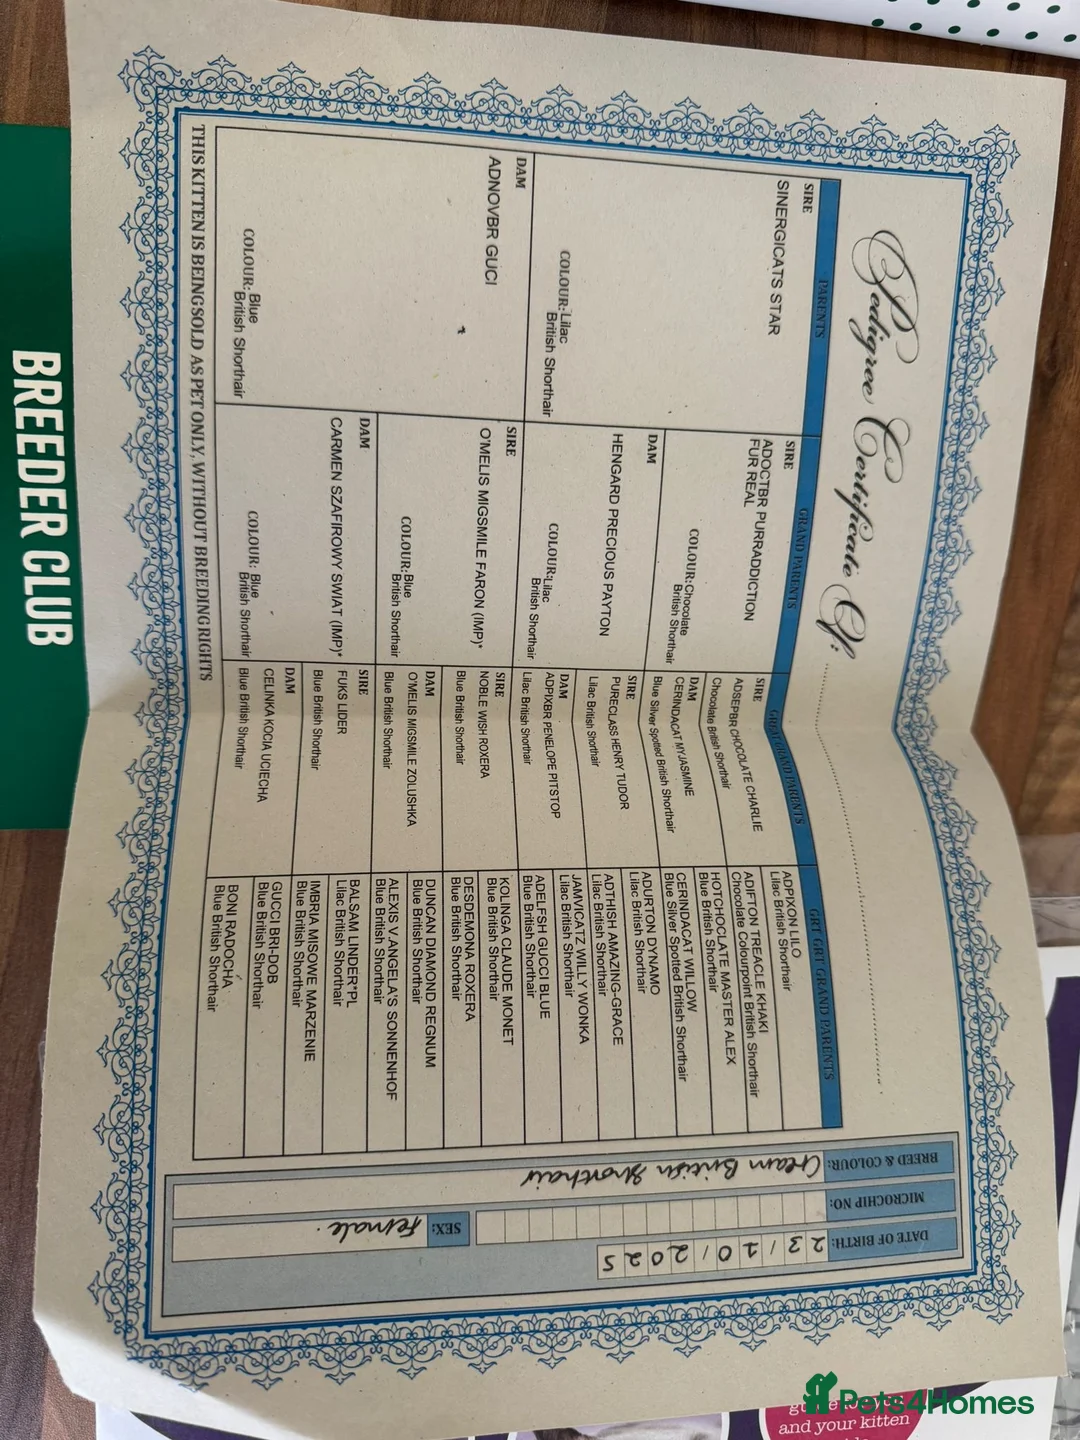 Pedigree Certificate Of:
PARENTS
GRAND PARENTS
GREAT GRAND PARENTS
GRT GRT GRAND PARENTS
SIRE
SINERGICATS STAR
COLOUR: Lilac
British Shorthair
DAM
ADNOVBR GUCI
COLOUR: Blue
British Shorthair
SIRE
ADOCTBR PURRADDICTION
FUR REAL
COLOUR: Chocolate
British Shorthair
DAM
HENGARD PRECIOUS PAYTON
COLOUR: Lilac
British Shorthair
SIRE
O'MELIS MIGSMILE FARON (IMP)*
COLOUR: Blue
British Shorthair
DAM
CARMEN SZAFIROWY SWIAT (IMP)*
COLOUR: Blue
British Shorthair
SIRE
ADSEPBR CHOCOLATE CHARLIE
Chocolate British Shorthair
DAM
CERINDACAT MYJASMINE
Blue Silver Spotted British Shorthair
SIRE
PURECLASS HENRY TUDOR
Lilac British Shorthair
DAM
ADPIXBR PENELOPE PITSTOP
Lilac British Shorthair
SIRE
NOBLE WISH ROXERA
Blue British Shorthair
DAM
O'MELIS MIGSMILE ZOLUSHKA
Blue British Shorthair
SIRE
FUKS LIDER
Blue British Shorthair
DAM
CELINKA KOCIA UCIECHA
Blue British Shorthair
ADPIXON LILO
Lilac British Shorthair
ADIFTON TREACLE KHAKI
Chocolate Colourpoint British Shorthair
HOTCHOCLATE MASTER ALEX
Blue British Shorthair
CERINDACAT WILLOW
Blue Silver Spotted British Shorthair
ADURTON DYNAMO
Lilac British Shorthair
ADTHISH AMAZING-GRACE
Lilac British Shorthair
JAMVICATZ WILLY WONKA
Lilac British Shorthair
ADELFSH GUCCI BLUE
Blue British Shorthair
KOLINGA CLAUDE MONET
Blue British Shorthair
DESDEMONA ROXERA
Blue British Shorthair
DUNCAN DIAMOND REGNUM
Blue British Shorthair
ALEXIS V.ANGELA'S SONNENHOF
Blue British Shorthair
BALSAM LINDER*PL
Lilac British Shorthair
IMBRIA MISOWE MARZENIE
Blue British Shorthair
GUCCI BRI-DOB
Blue British Shorthair
BONI RADOCHA
Blue British Shorthair
THIS KITTEN IS BEING SOLD AS PET ONLY, WITHOUT BREEDING RIGHTS
BREED & COLOUR: Cream British Shorthair
MICROCHIP NO:
DATE OF BIRTH: 23/10/2025
SEX: Female.
BREEDER CLUB
Pets4Homes
and your kitten